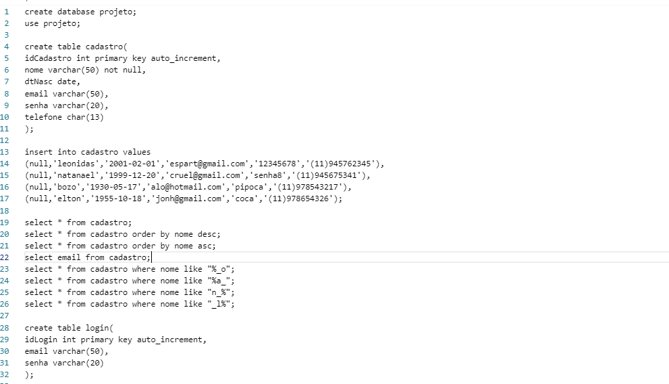 1 create database projeto;
2 use projeto;
3
4 create table cadastro(
5 idCadastro int primary key auto_increment,
6 nome varchar(50) not null,
7 dtNasc date,
8 email varchar(50),
9 senha varchar(20),
10 telefone char(13)
11 );
12
13 insert into cadastro values
14 (null,'leonidas','2001-02-01','espart@gmail.com','12345678','(11)945762345'),
15 (null,'natanael','1999-12-20','cruel@gmail.com','senha8','(11)945675341'),
16 (null,'bozo','1930-05-17','alo@hotmail.com','pipoca','(11)978543217'),
17 (null,'elton','1955-10-18','jonh@gmail.com','coca','(11)978654326');
18
19 select * from cadastro;
20 select * from cadastro order by nome desc;
21 select * from cadastro order by nome asc;
22 select email from cadastro;
23 select * from cadastro where nome like "%_o";
24 select * from cadastro where nome like "%a_";
25 select * from cadastro where nome like "n_%";
26 select * from cadastro where nome like "_l%";
27
28 create table login(
29 idLogin int primary key auto_increment,
30 email varchar(50),
31 senha varchar(20)
32 );